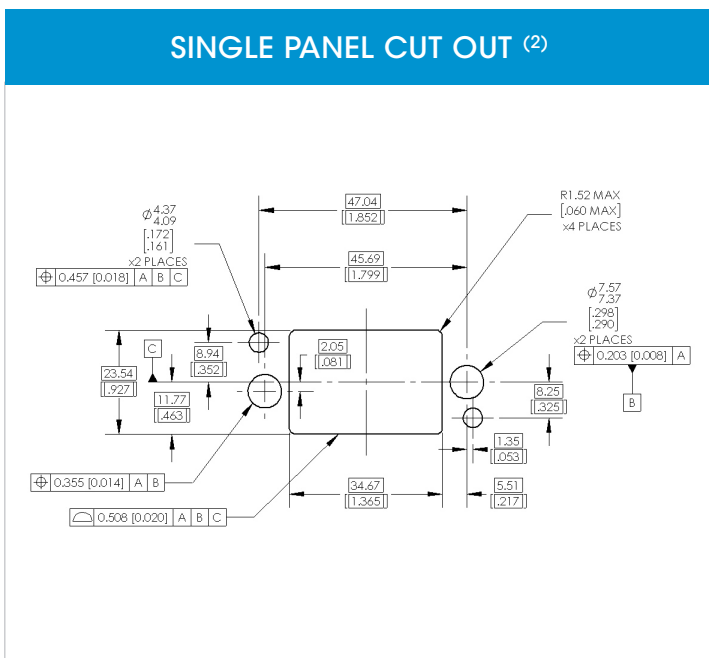 SINGLE PANEL CUT OUT (2)
47.04
1.852
R1.52 MAX
[.060 MAX]
x4 PLACES
⌀4.37
4.09
[.172]
[.161]
x2 PLACES
⌖ 0.457 [0.018] A B C
45.69
1.799
⌀7.57
7.37
[.298]
[.290]
x2 PLACES
⌖ 0.203 [0.008] A
B
C
8.94
.352
2.05
.081
23.54
.927
11.77
.463
8.25
.325
1.35
.053
⌖ 0.355 [0.014] A B
34.67
1.365
5.51
.217
⌓ 0.508 [0.020] A B C